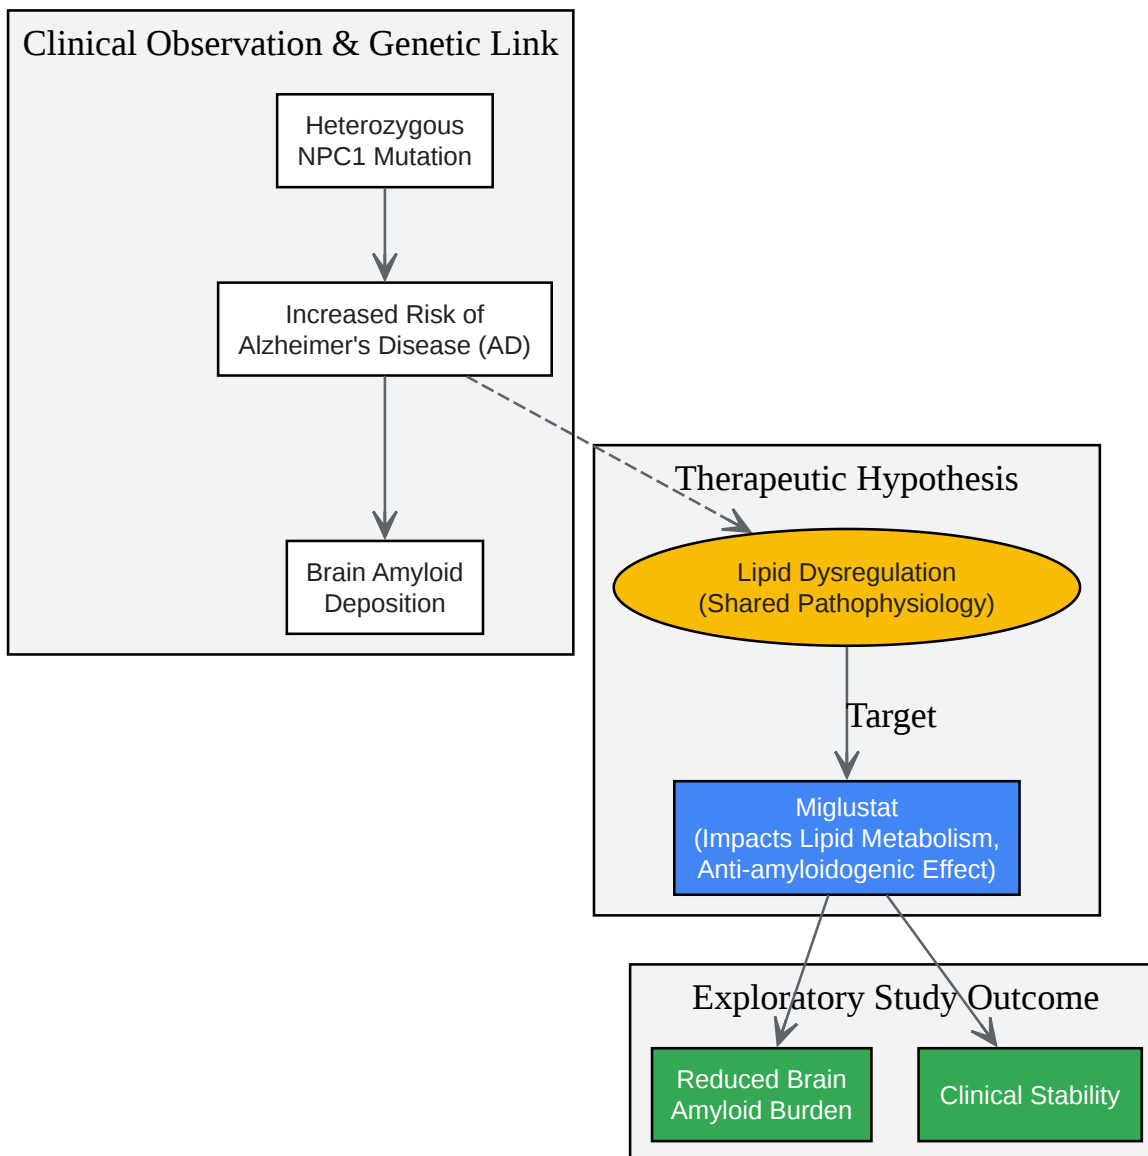 Clinical Observation & Genetic Link
Heterozygous
NPC1 Mutation
Increased Risk of
Alzheimer's Disease (AD)
Brain Amyloid
Deposition
Therapeutic Hypothesis
Lipid Dysregulation
(Shared Pathophysiology)
Target
Miglustat
(Impacts Lipid Metabolism,
Anti-amyloidogenic Effect)
Exploratory Study Outcome
Reduced Brain
Amyloid Burden
Clinical Stability